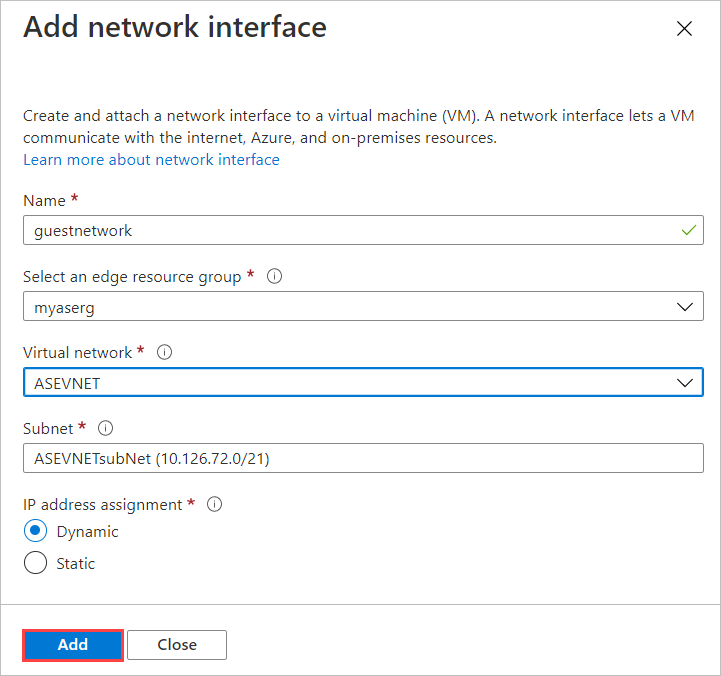 Add network interface
Create and attach a network interface to a virtual machine (VM). A network interface lets a VM
communicate with the internet, Azure, and on-premises resources.
Learn more about network interface
Name *
guestnetwork
Select an edge resource group *
myaserg
Virtual network *
ASEVNET
Subnet *
ASEVNETsubNet (10.126.72.0/21)
IP address assignment *
Dynamic
Static
Add Close